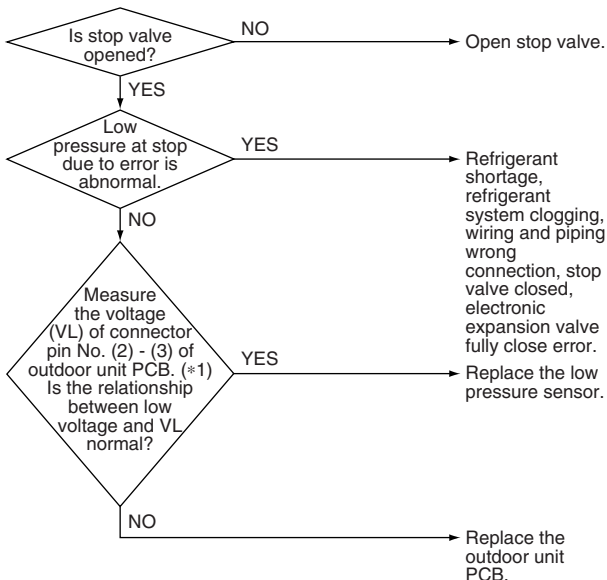 Is stop valve
opened?
NO
Open stop valve.
YES
Low
pressure at stop
due to error is
abnormal.
YES
Refrigerant
shortage,
refrigerant
system clogging,
wiring and piping
wrong
connection, stop
valve closed,
electronic
expansion valve
fully close error.
NO
Measure
the voltage
(VL) of connector
pin No. (2) - (3) of
outdoor unit PCB. (*1)
Is the relationship
between low
voltage and VL
normal?
YES
Replace the low
pressure sensor.
NO
Replace the
outdoor unit
PCB.